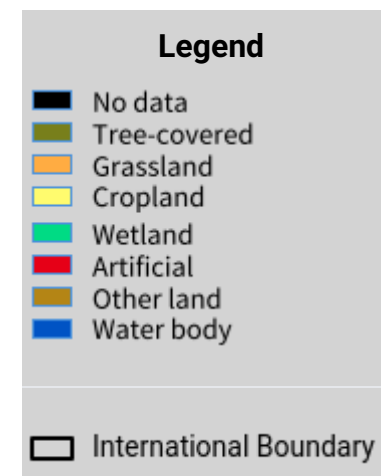 Legend
No data
Tree-covered
Grassland
Cropland
Wetland
Artificial
Other land
Water body
International Boundary